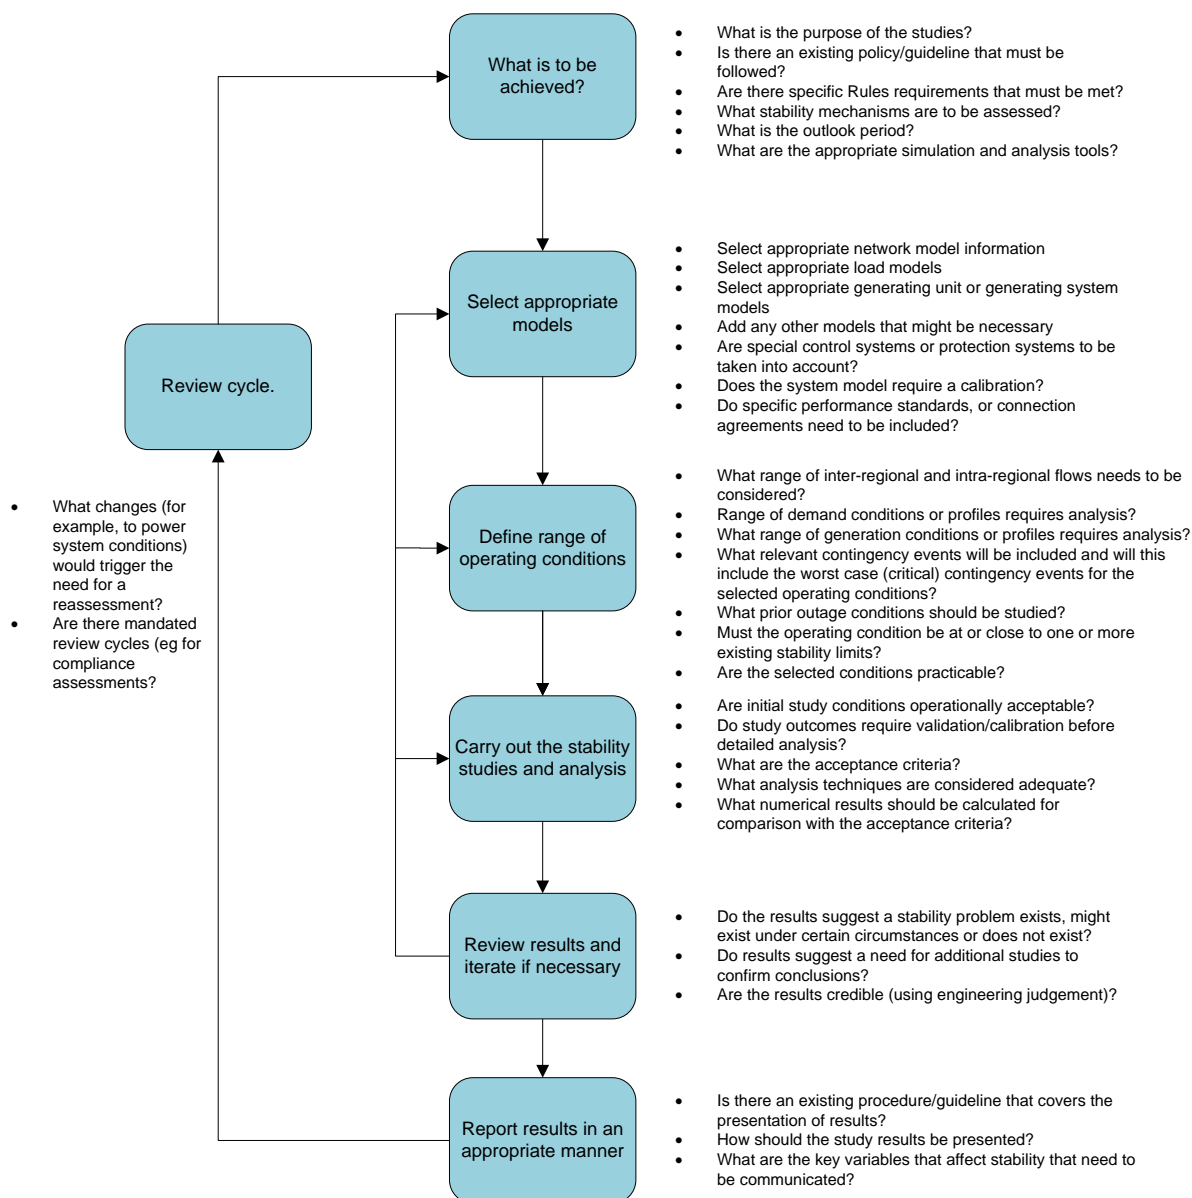 What is to be
achieved?
• What is the purpose of the studies?
• Is there an existing policy/guideline that must be
followed?
• Are there specific Rules requirements that must be met?
• What stability mechanisms are to be assessed?
• What is the outlook period?
• What are the appropriate simulation and analysis tools?
Select appropriate
models
• Select appropriate network model information
• Select appropriate load models
• Select appropriate generating unit or generating system
models
• Add any other models that might be necessary
• Are special control systems or protection systems to be
taken into account?
• Does the system model require a calibration?
• Do specific performance standards, or connection
agreements need to be included?
Review cycle.
• What changes (for
example, to power
system conditions)
would trigger the
need for a
reassessment?
• Are there mandated
review cycles (eg for
compliance
assessments?
Define range of
operating conditions
• What range of inter-regional and intra-regional flows needs to be
considered?
• Range of demand conditions or profiles requires analysis?
• What range of generation conditions or profiles requires analysis?
• What relevant contingency events will be included and will this
include the worst case (critical) contingency events for the
selected operating conditions?
• What prior outage conditions should be studied?
• Must the operating condition be at or close to one or more
existing stability limits?
• Are the selected conditions practicable?
Carry out the stability
studies and analysis
• Are initial study conditions operationally acceptable?
• Do study outcomes require validation/calibration before
detailed analysis?
• What are the acceptance criteria?
• What analysis techniques are considered adequate?
• What numerical results should be calculated for
comparison with the acceptance criteria?
Review results and
iterate if necessary
• Do the results suggest a stability problem exists, might
exist under certain circumstances or does not exist?
• Do results suggest a need for additional studies to
confirm conclusions?
• Are the results credible (using engineering judgement)?
Report results in an
appropriate manner
• Is there an existing procedure/guideline that covers the
presentation of results?
• How should the study results be presented?
• What are the key variables that affect stability that need to
be communicated?